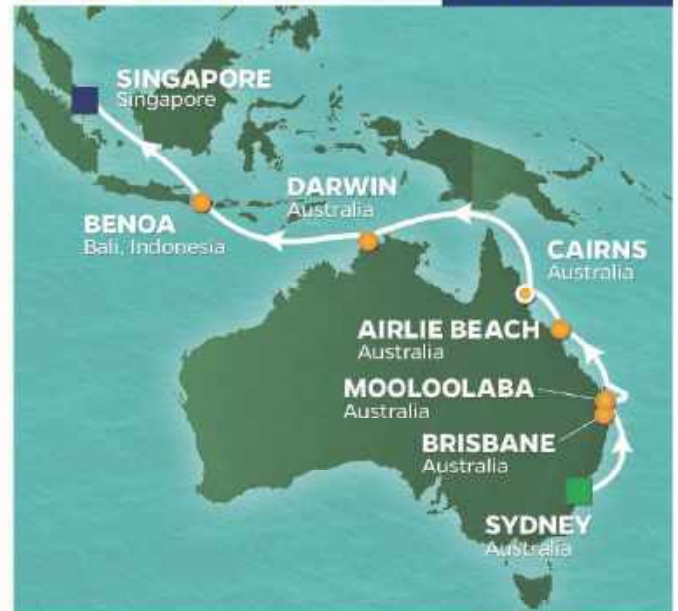 SINGAPORE
Singapore
DARWIN
Australia
BENOA
Bali, Indonesia
CAIRNS
Australia
AIRLIE BEACH
Australia
MOOLOOLABA
Australia
BRISBANE
Australia
SYDNEY
Australia